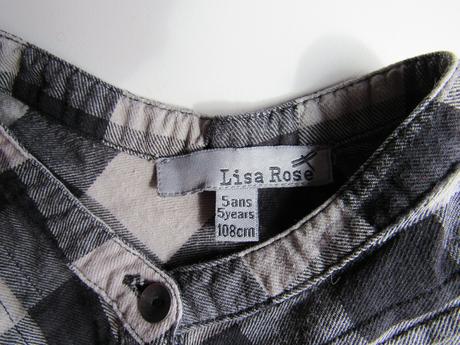 Lisa Rose
5ans
5years
108cm